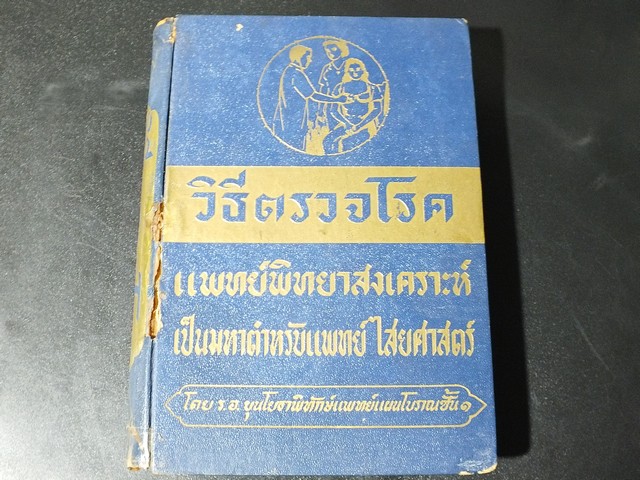 วิธีตรวจโรค
แพทย์พิทยาสงเคราะห์
เป็นมหาตำหรับแพทย์ ไสยศาสตร์
โดย ร.อ. ขุนโยธาพิทักษ์แพทย์แผนโบราณชั้น ๑